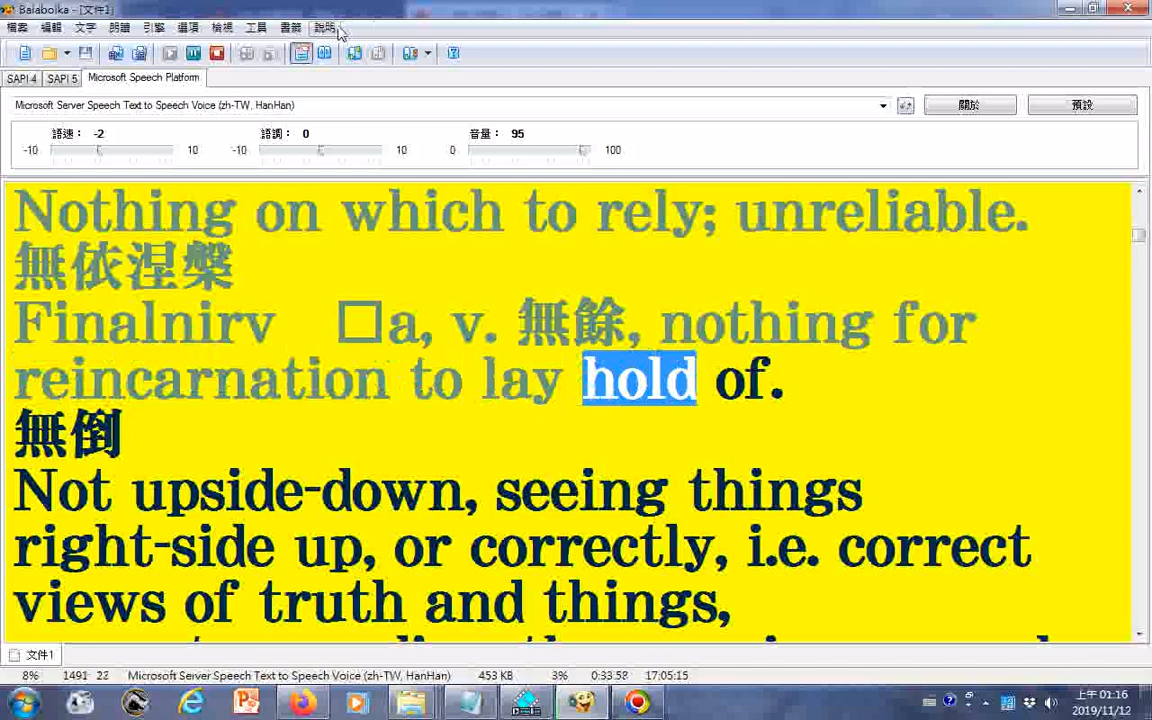 Balabolka - [文件1]
檔案 編輯 文字 朗讀 引擎 選項 檢視 工具 書籤 說明
SAPI 4 SAPI 5 Microsoft Speech Platform
Microsoft Server Speech Text to Speech Voice (zh-TW, HanHan) 關於 預設
語速： -2 語調： 0 音量： 95
-10 10 -10 10 0 100
Nothing on which to rely; unreliable.
無依涅槃
Finalnirv □a, v. 無餘, nothing for
reincarnation to lay hold of.
無倒
Not upside-down, seeing things
right-side up, or correctly, i.e. correct
views of truth and things,
文件1
8% 1491 Microsoft Server Speech Text to Speech Voice (zh-TW, HanHan) 453 KB 3% 0:33:58 17:05:15
上午 01:16
2019/11/12